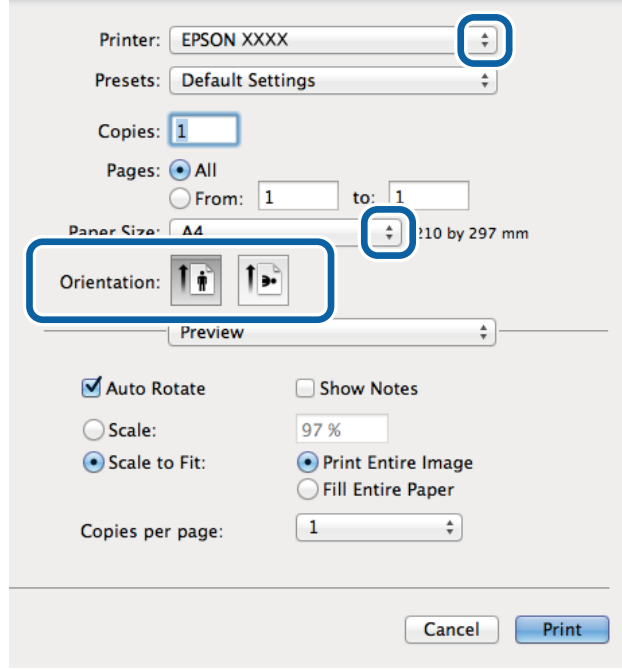 Printer: EPSON XXXX
Presets: Default Settings
Copies: 1
Pages: All
From: 1 to: 1
Paper Size: A4 210 by 297 mm
Orientation:
Preview
Auto Rotate Show Notes
Scale: 97 %
Scale to Fit: Print Entire Image
Fill Entire Paper
Copies per page: 1
Cancel Print